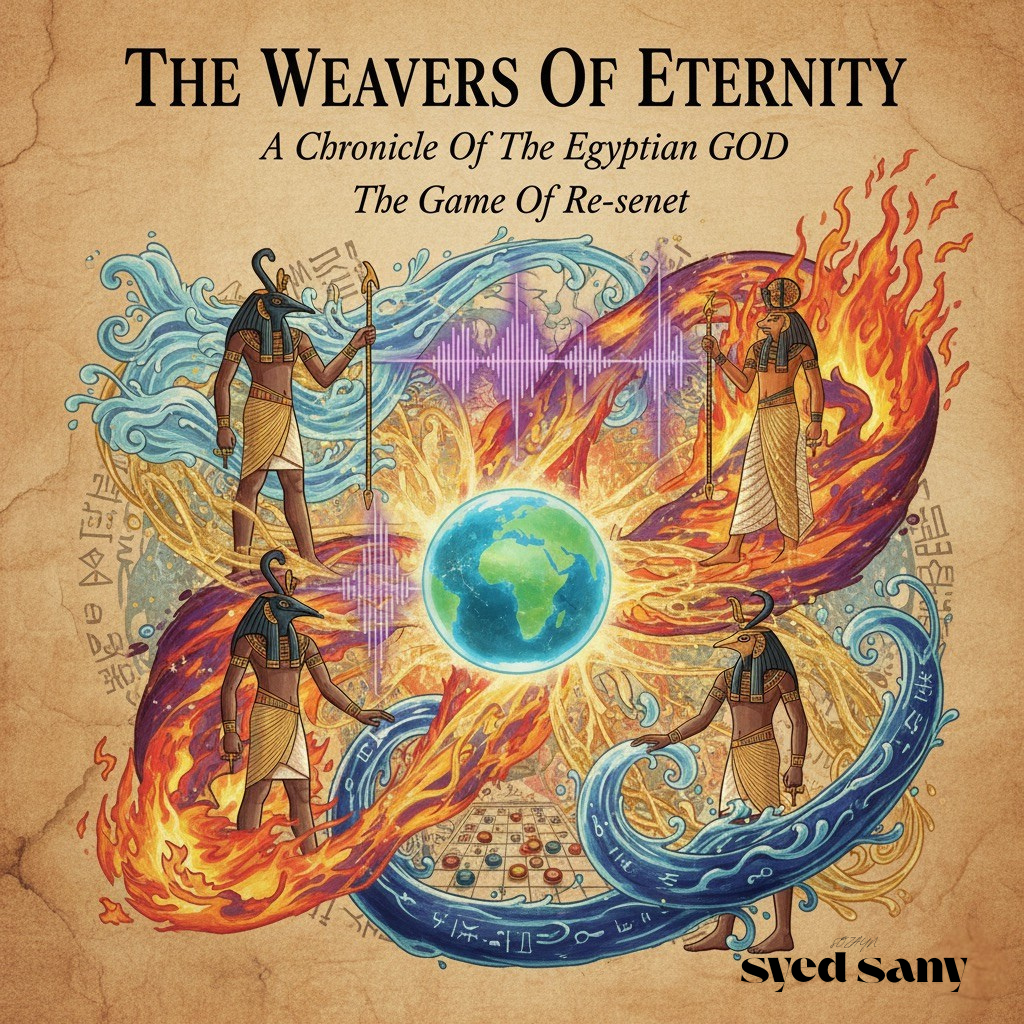 THE WEAVERS OF ETERNITY
A Chronicle Of The Egyptian GOD
The Game Of Re-senet
syed sany